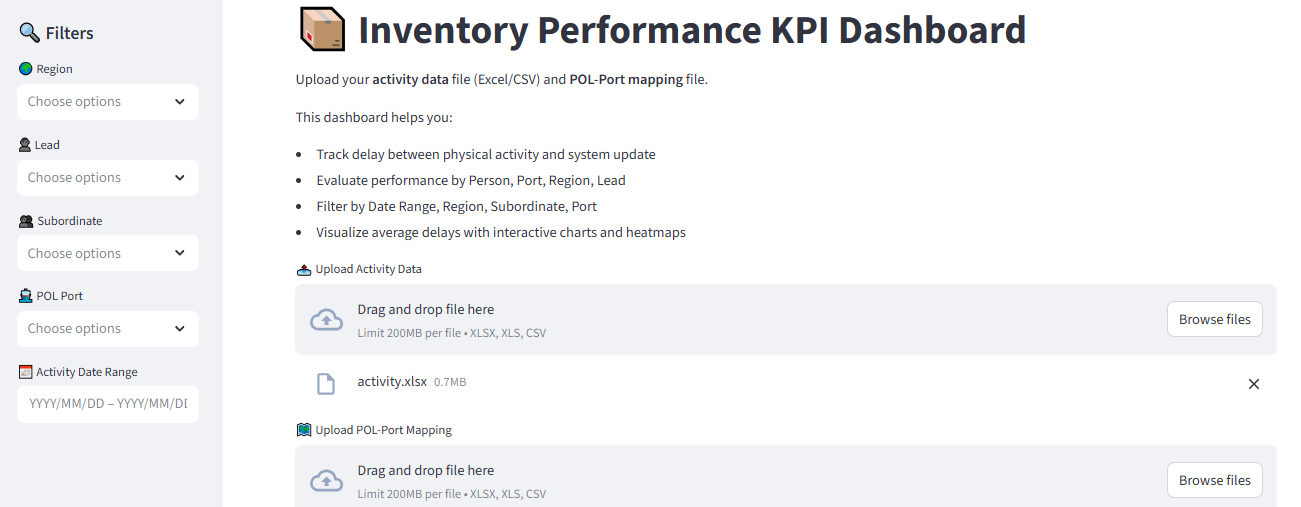 Filters
Region
Choose options
Lead
Choose options
Subordinate
Choose options
POL Port
Choose options
Activity Date Range
YYYY/MM/DD – YYYY/MM/DD
Inventory Performance KPI Dashboard
Upload your activity data file (Excel/CSV) and POL-Port mapping file.
This dashboard helps you:
• Track delay between physical activity and system update
• Evaluate performance by Person, Port, Region, Lead
• Filter by Date Range, Region, Subordinate, Port
• Visualize average delays with interactive charts and heatmaps
Upload Activity Data
Drag and drop file here
Limit 200MB per file • XLSX, XLS, CSV
Browse files
activity.xlsx 0.7MB
Upload POL-Port Mapping
Drag and drop file here
Limit 200MB per file • XLSX, XLS, CSV
Browse files